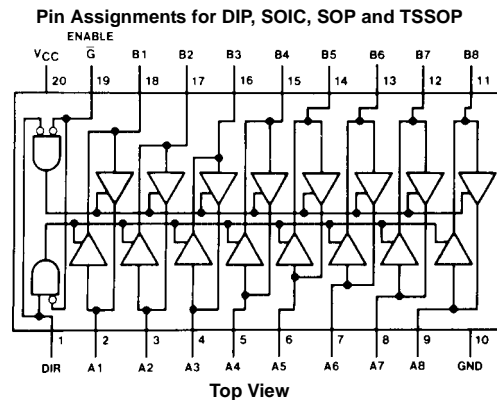 Pin Assignments for DIP, SOIC, SOP and TSSOP
ENABLE
VCC G̅ B1 B2 B3 B4 B5 B6 B7 B8
20 19 18 17 16 15 14 13 12 11
1 2 3 4 5 6 7 8 9 10
DIR A1 A2 A3 A4 A5 A6 A7 A8 GND
Top View